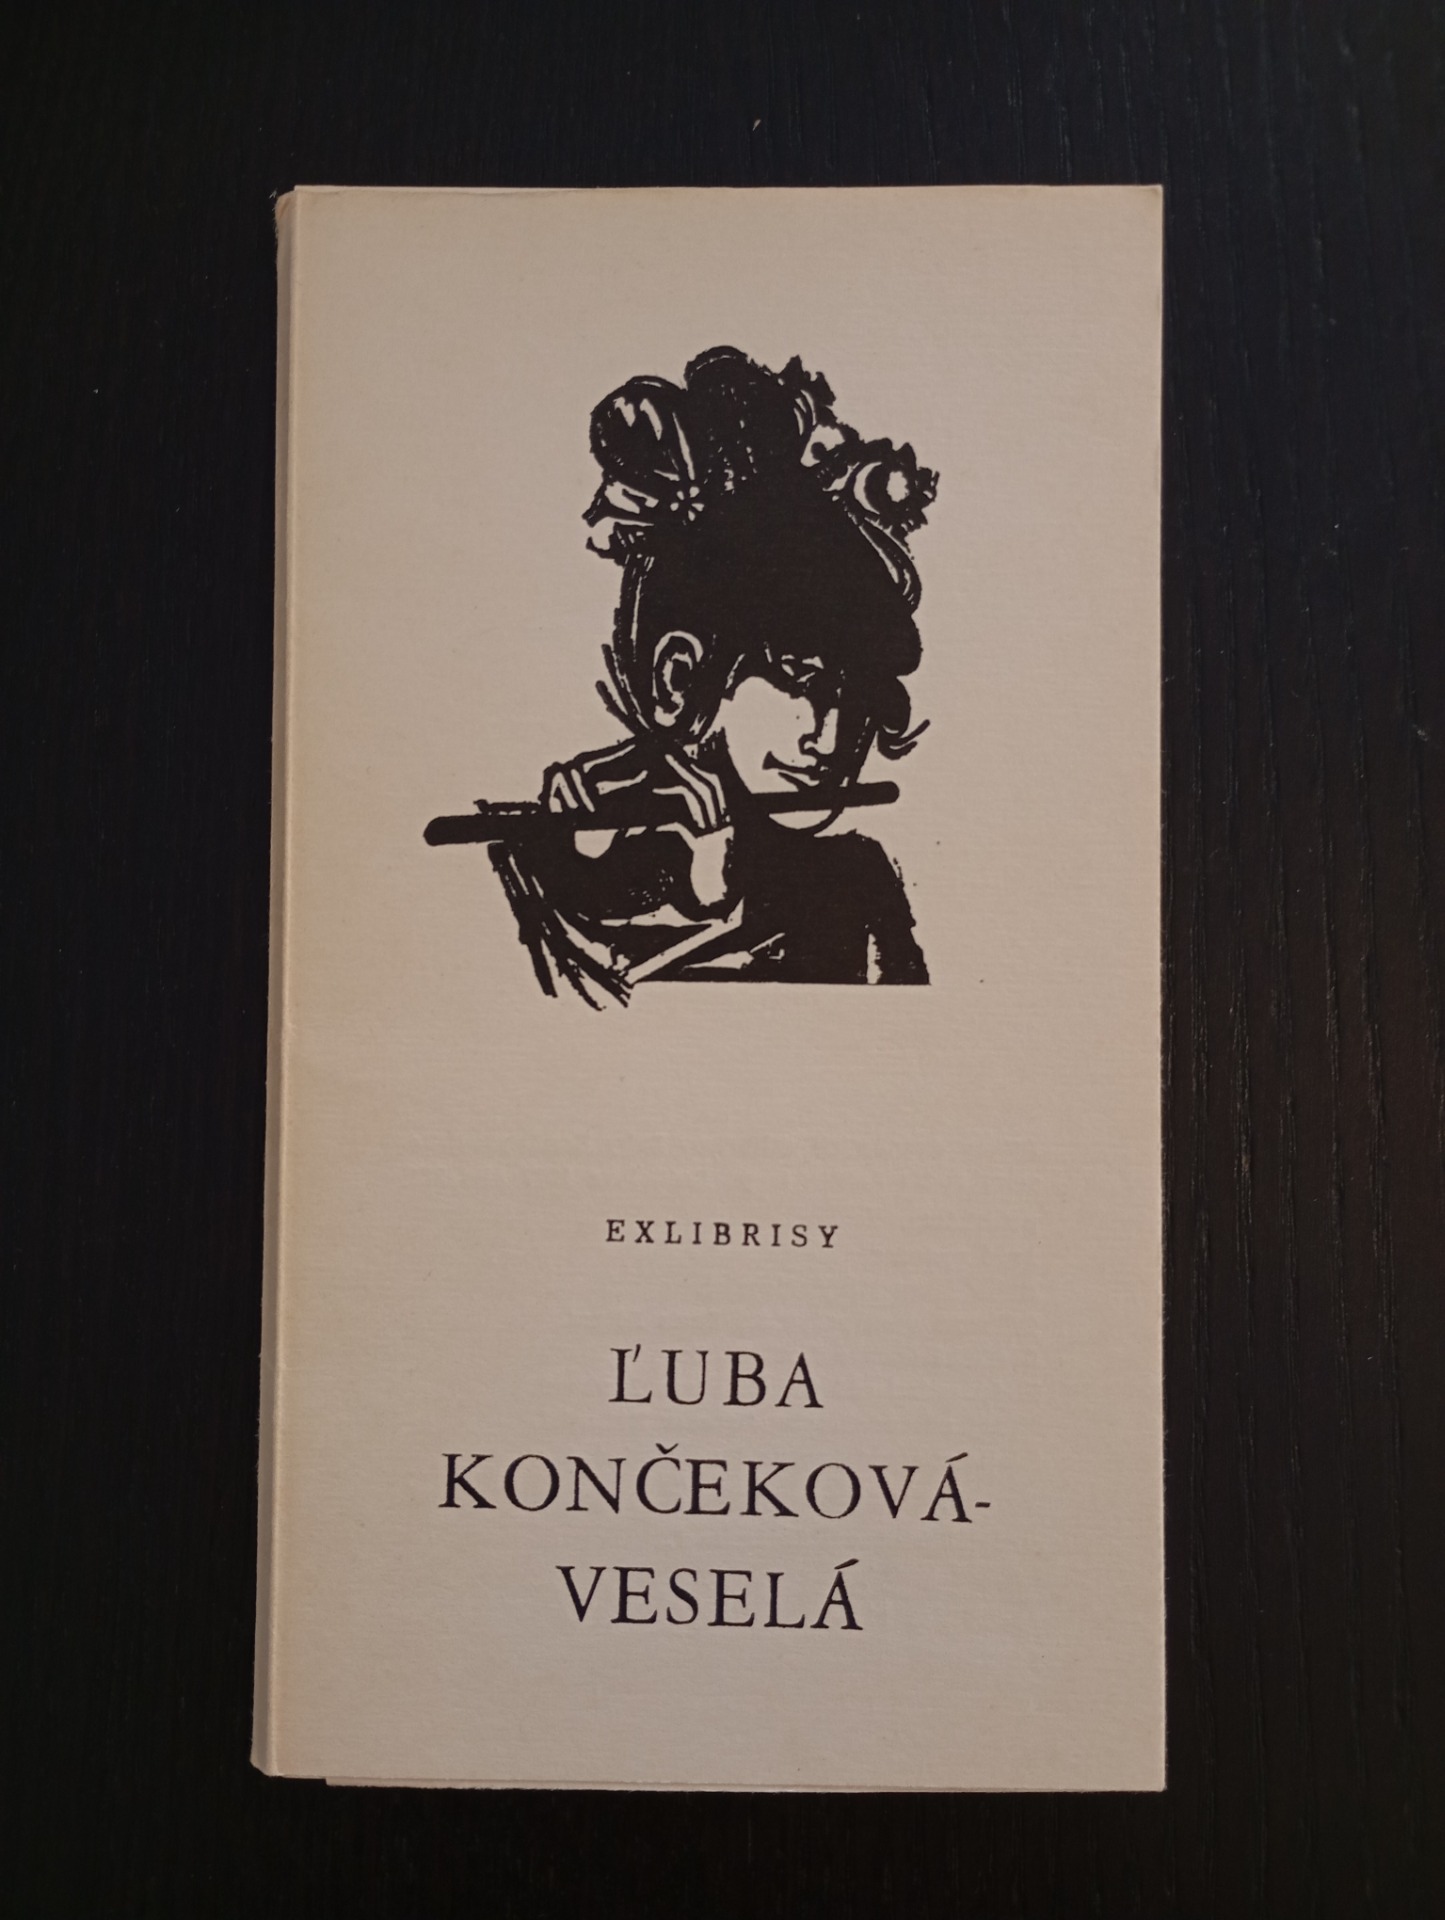 EXLIBRISY
ĽUBA
KONČEKOVÁ-
VESELÁ